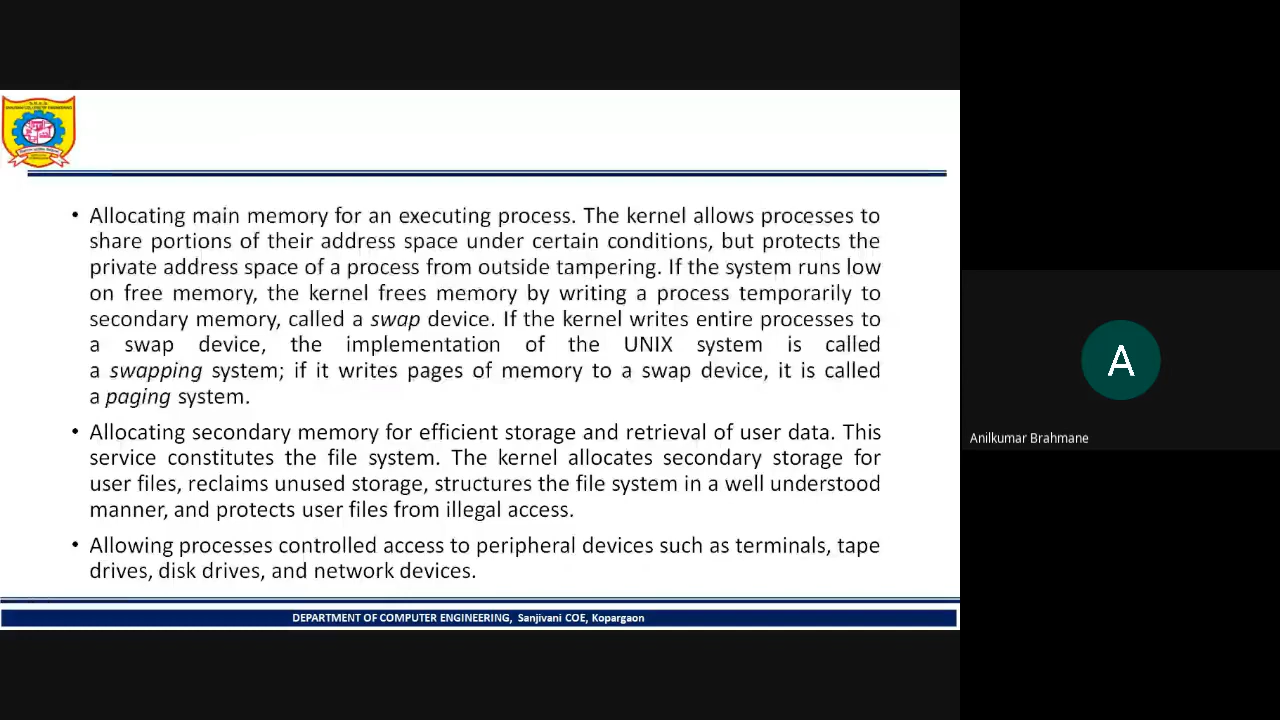 • Allocating main memory for an executing process. The kernel allows processes to
share portions of their address space under certain conditions, but protects the
private address space of a process from outside tampering. If the system runs low
on free memory, the kernel frees memory by writing a process temporarily to
secondary memory, called a swap device. If the kernel writes entire processes to
a swap device, the implementation of the UNIX system is called
a swapping system; if it writes pages of memory to a swap device, it is called
a paging system.
• Allocating secondary memory for efficient storage and retrieval of user data. This
service constitutes the file system. The kernel allocates secondary storage for
user files, reclaims unused storage, structures the file system in a well understood
manner, and protects user files from illegal access.
• Allowing processes controlled access to peripheral devices such as terminals, tape
drives, disk drives, and network devices.
DEPARTMENT OF COMPUTER ENGINEERING, Sanjivani COE, Kopargaon
A
Anilkumar Brahmane